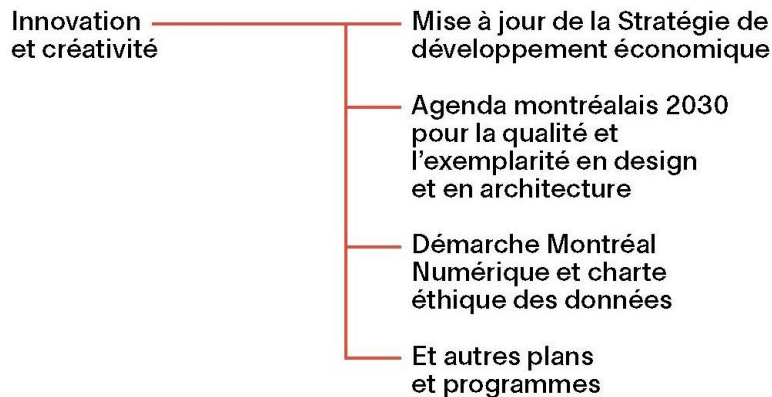 Innovation
et créativité
Mise à jour de la Stratégie de
développement économique
Agenda montréalais 2030
pour la qualité et
l’exemplarité en design
et en architecture
Démarche Montréal
Numérique et charte
éthique des données
Et autres plans
et programmes